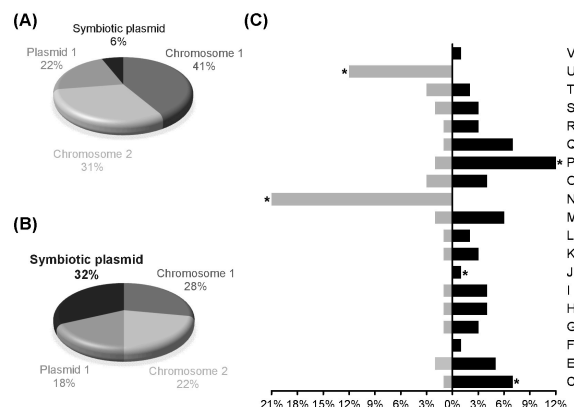 (A)
Symbiotic plasmid
6%
Plasmid 1
22%
Chromosome 1
41%
Chromosome 2
31%
(B)
Symbiotic plasmid
32%
Chromosome 1
28%
Plasmid 1
18%
Chromosome 2
22%
(C)
V
* U
T
S
R
Q
* P
O
* N
M
L
K
* J
I
H
G
F
E
* C
21% 18% 15% 12% 9% 6% 3% 0% 3% 6% 9% 12%